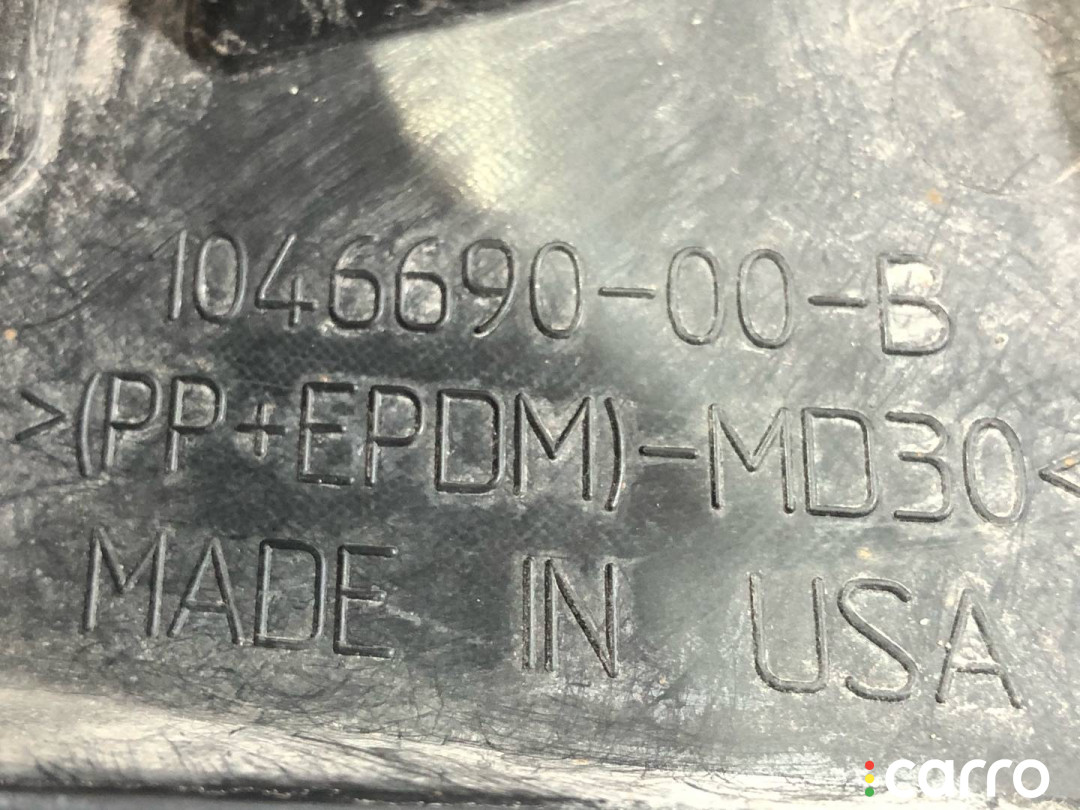 1046690-00-B
>(PP+EPDM)-MD30<
MADE IN USA
carro